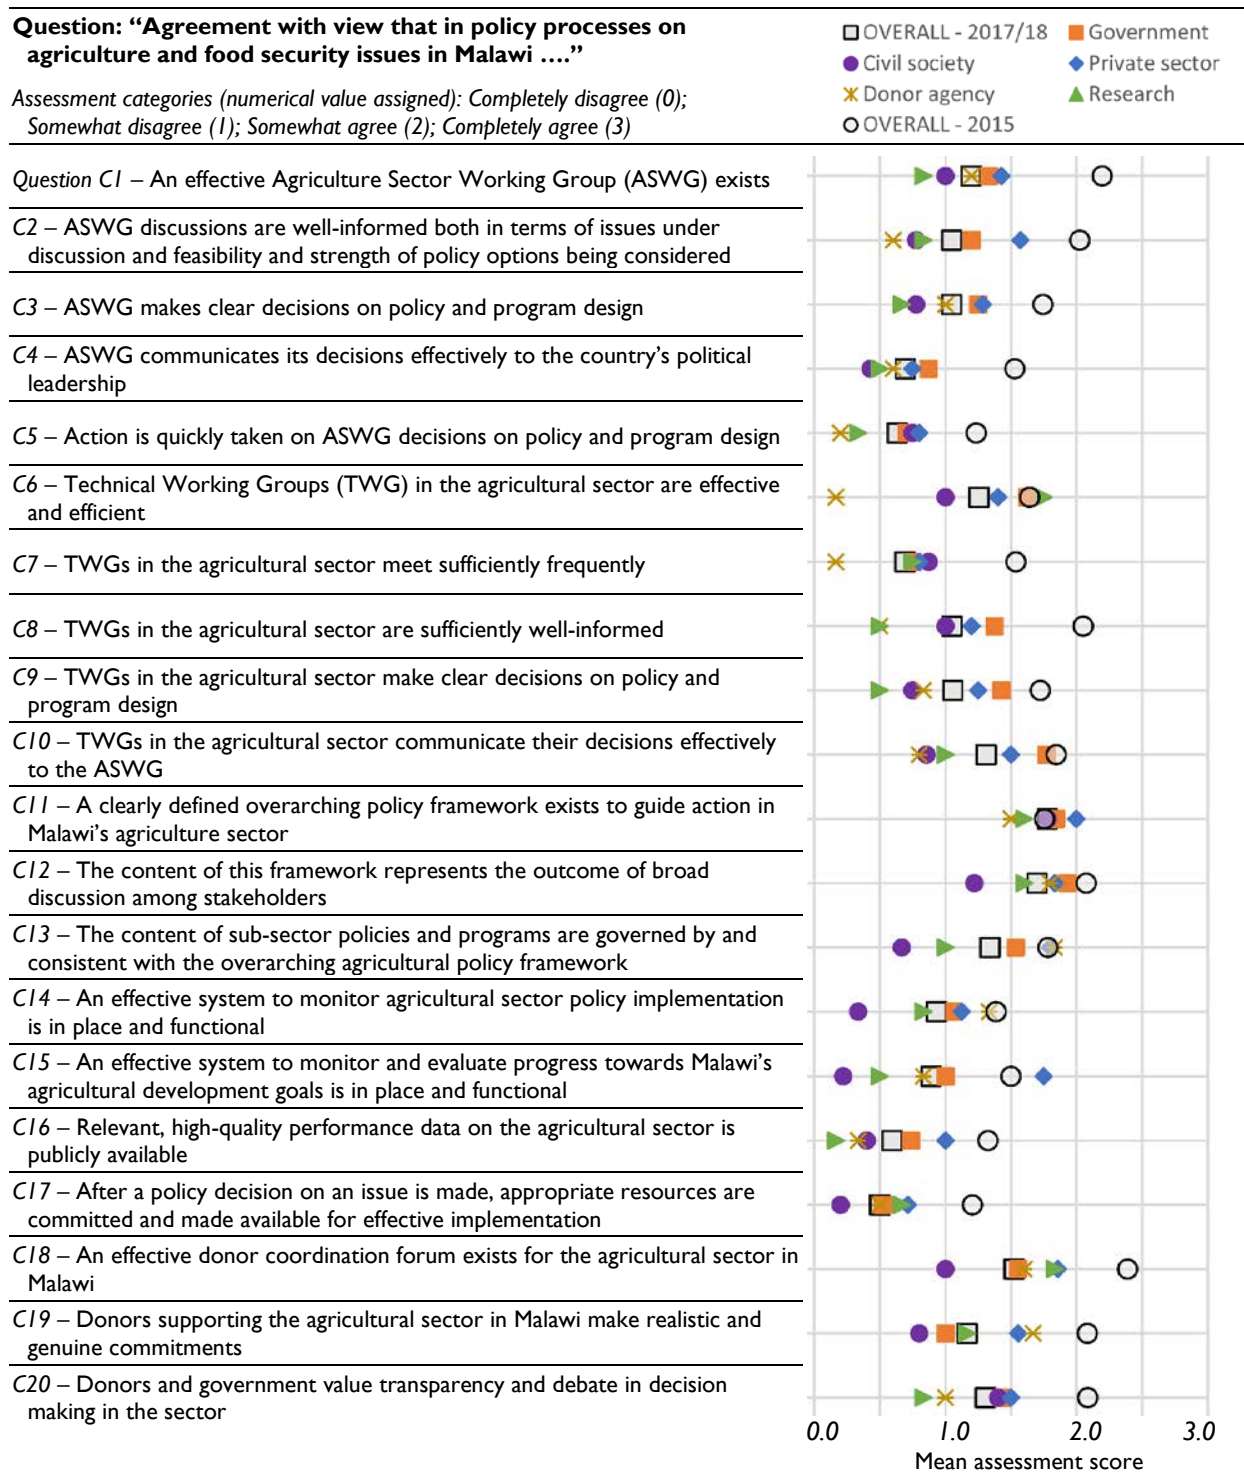 Question: “Agreement with view that in policy processes on
agriculture and food security issues in Malawi ….”
Assessment categories (numerical value assigned): Completely disagree (0);
Somewhat disagree (1); Somewhat agree (2); Completely agree (3)
OVERALL - 2017/18 Government
Civil society Private sector
Donor agency Research
OVERALL - 2015
Question C1 – An effective Agriculture Sector Working Group (ASWG) exists
C2 – ASWG discussions are well-informed both in terms of issues under
discussion and feasibility and strength of policy options being considered
C3 – ASWG makes clear decisions on policy and program design
C4 – ASWG communicates its decisions effectively to the country’s political
leadership
C5 – Action is quickly taken on ASWG decisions on policy and program design
C6 – Technical Working Groups (TWG) in the agricultural sector are effective
and efficient
C7 – TWGs in the agricultural sector meet sufficiently frequently
C8 – TWGs in the agricultural sector are sufficiently well-informed
C9 – TWGs in the agricultural sector make clear decisions on policy and
program design
C10 – TWGs in the agricultural sector communicate their decisions effectively
to the ASWG
C11 – A clearly defined overarching policy framework exists to guide action in
Malawi’s agriculture sector
C12 – The content of this framework represents the outcome of broad
discussion among stakeholders
C13 – The content of sub-sector policies and programs are governed by and
consistent with the overarching agricultural policy framework
C14 – An effective system to monitor agricultural sector policy implementation
is in place and functional
C15 – An effective system to monitor and evaluate progress towards Malawi’s
agricultural development goals is in place and functional
C16 – Relevant, high-quality performance data on the agricultural sector is
publicly available
C17 – After a policy decision on an issue is made, appropriate resources are
committed and made available for effective implementation
C18 – An effective donor coordination forum exists for the agricultural sector in
Malawi
C19 – Donors supporting the agricultural sector in Malawi make realistic and
genuine commitments
C20 – Donors and government value transparency and debate in decision
making in the sector
0.0 1.0 2.0 3.0
Mean assessment score